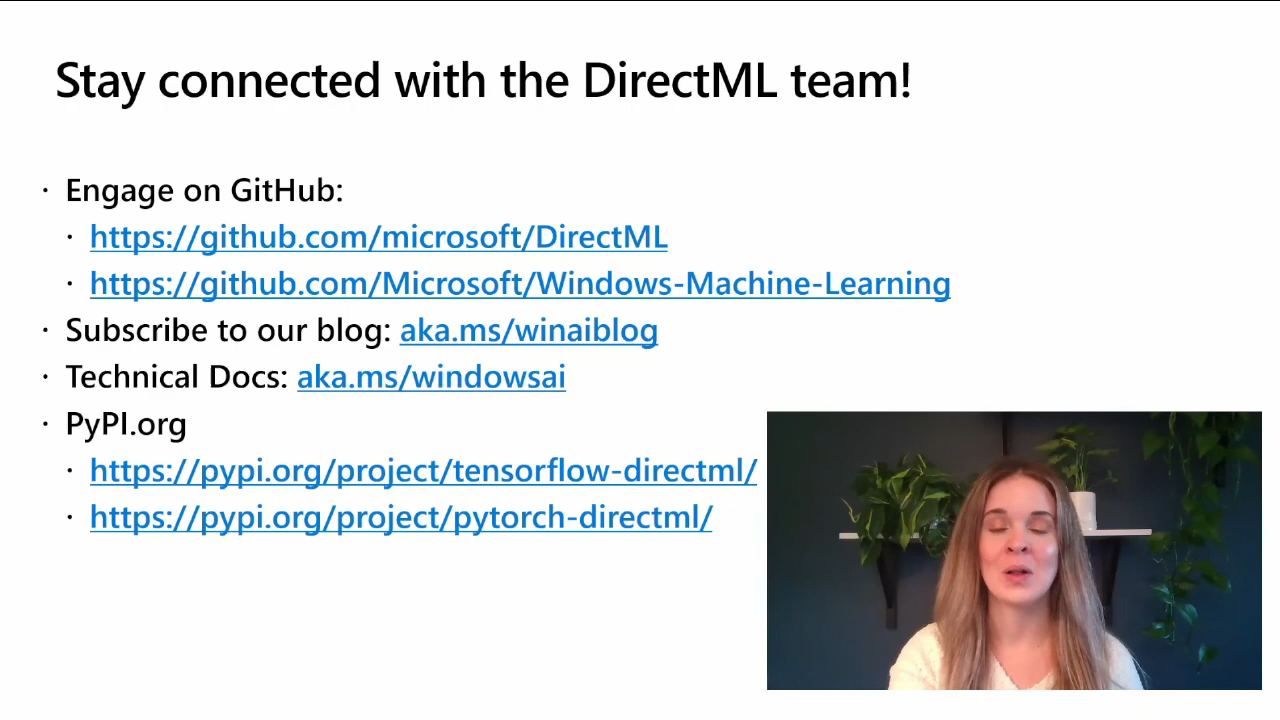 Stay connected with the DirectML team!
· Engage on GitHub:
· https://github.com/microsoft/DirectML
· https://github.com/Microsoft/Windows-Machine-Learning
· Subscribe to our blog: aka.ms/winaiblog
· Technical Docs: aka.ms/windowsai
· PyPI.org
· https://pypi.org/project/tensorflow-directml/
· https://pypi.org/project/pytorch-directml/